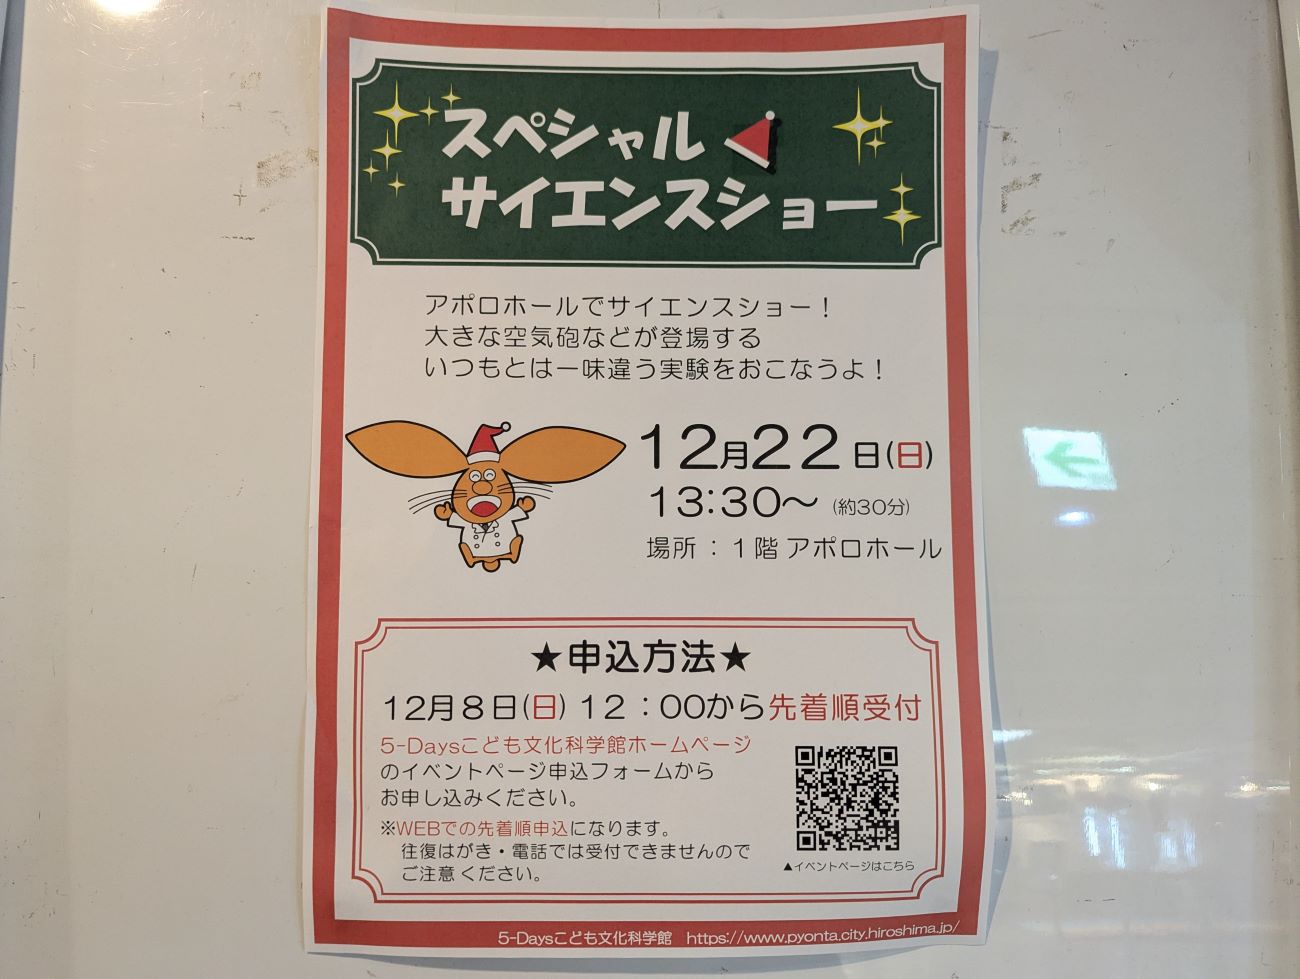 スペシャル
サイエンスショー
アポロホールでサイエンスショー！
大きな空気砲などが登場する
いつもとは一味違う実験をおこなうよ！
12月22日(日)
13:30〜 (約30分)
場所：1階 アポロホール
★申込方法★
12月8日(日) 12：00から先着順受付
5-Daysこども文化科学館ホームページ
のイベントページ申込フォームから
お申し込みください。
※WEBでの先着順申込になります。
往復はがき・電話では受付できませんので
ご注意ください。
▲イベントページはこちら
5-Daysこども文化科学館 https://www.pyonta.city.hiroshima.jp/